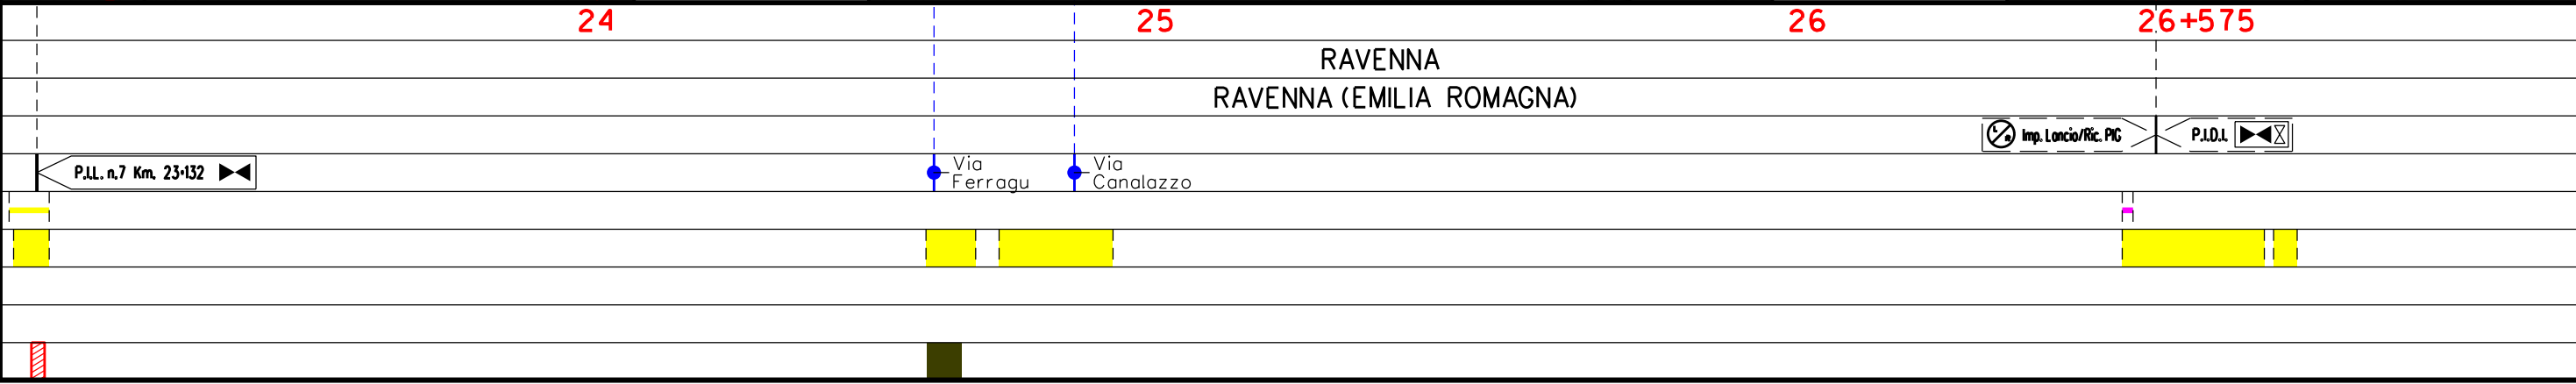 24 25 26 26+575
RAVENNA
RAVENNA (EMILIA ROMAGNA)
L/R Imp. Lancio/Ric. PIG P.I.D.I.
P.I.L. n.7 Km. 23+132
Via
Ferragu
Via
Canalazzo